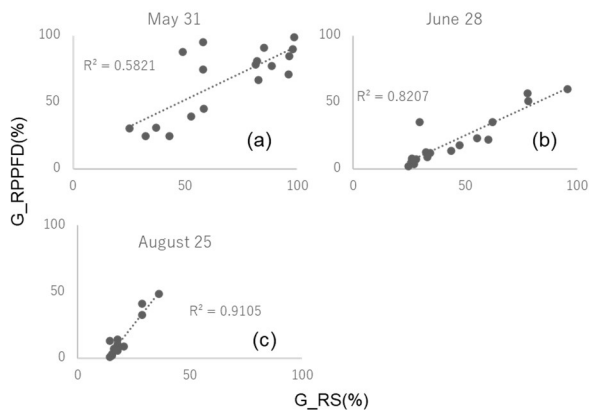 May 31
June 28
100
50
0
R² = 0.5821
(a)
0
50
100
100
50
0
R² = 0.8207
(b)
0
50
100
G_RPPFD(%)
August 25
100
50
0
R² = 0.9105
(c)
0
100
G_RS(%)